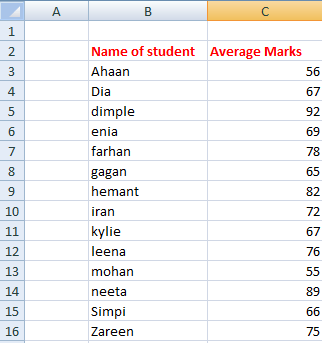 A B C
1
2 Name of student Average Marks
3 Ahaan 56
4 Dia 67
5 dimple 92
6 enia 69
7 farhan 78
8 gagan 65
9 hemant 82
10 iran 72
11 kylie 67
12 leena 76
13 mohan 55
14 neeta 89
15 Simpi 66
16 Zareen 75